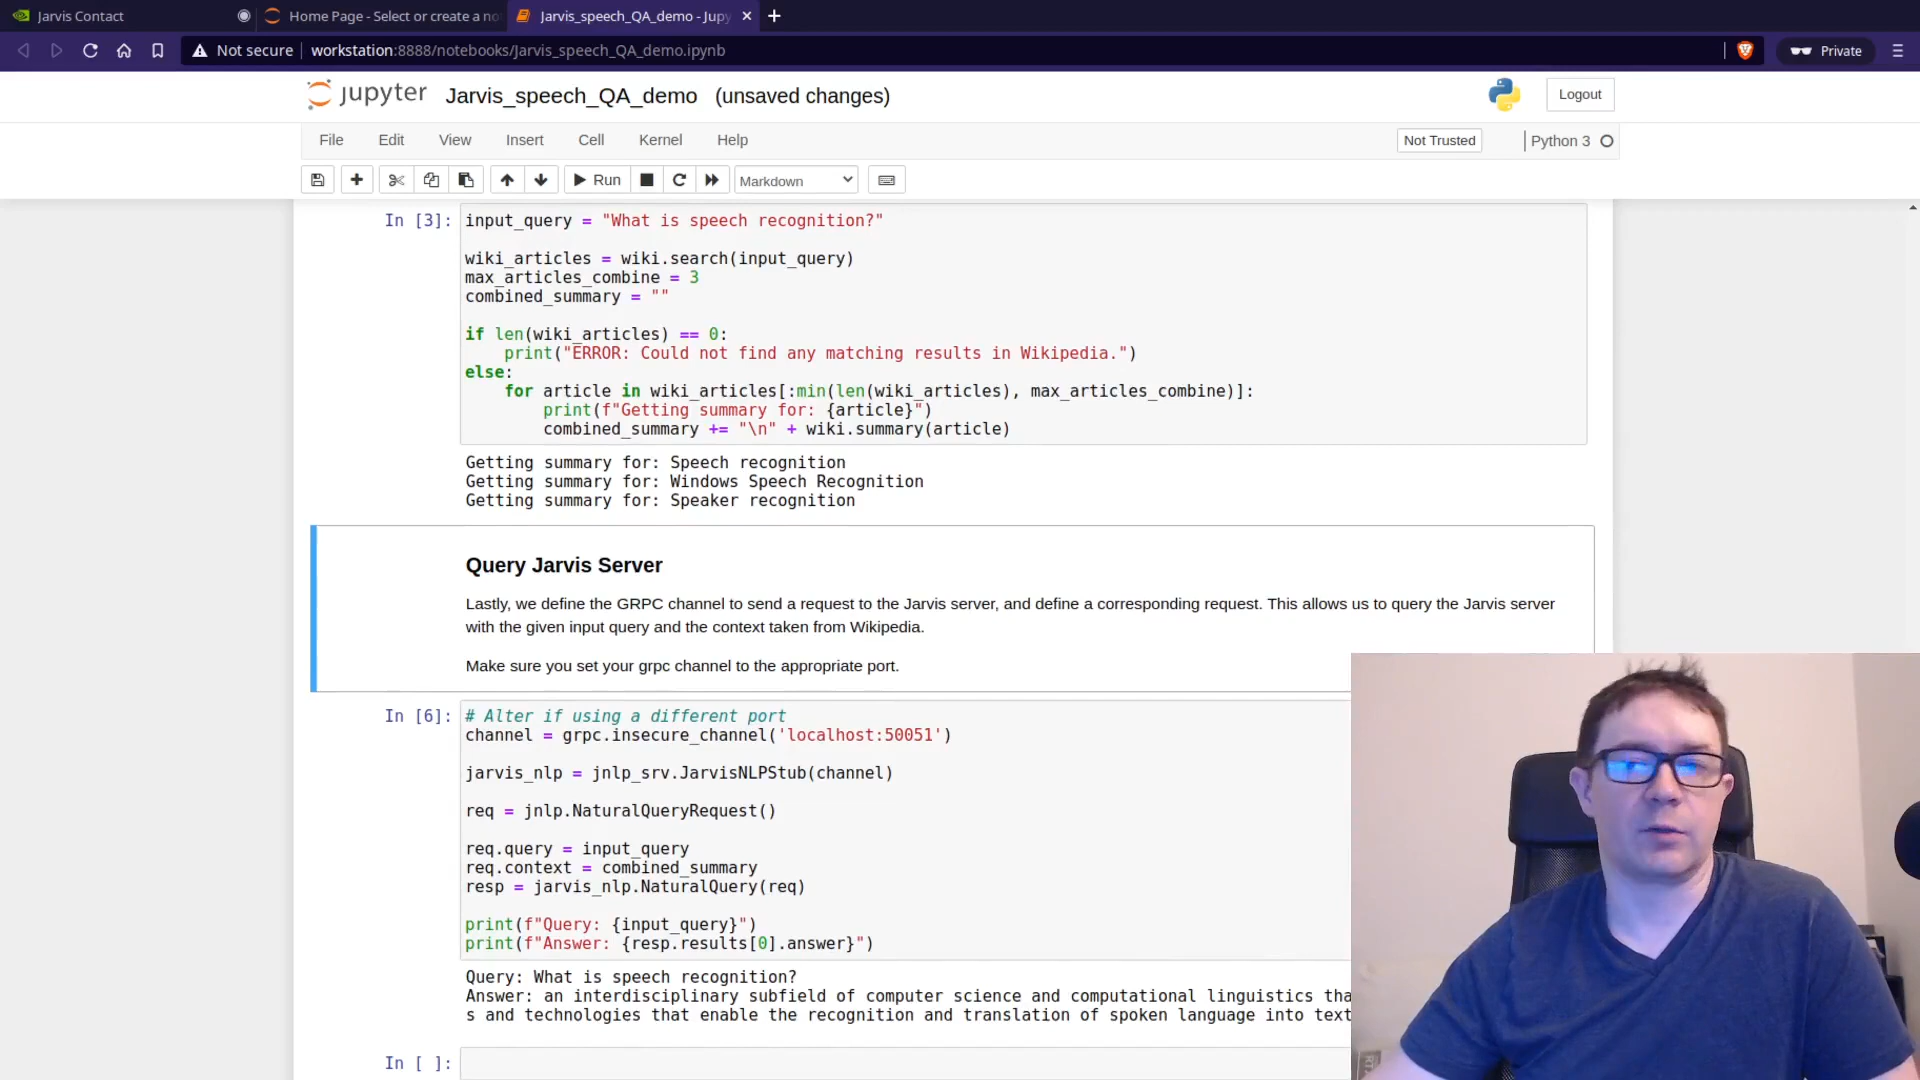 Jarvis Contact
Home Page - Select or create a no
Jarvis_speech_QA_demo - Jupy
Not secure
workstation:8888/notebooks/Jarvis_speech_QA_demo.ipynb
Private
jupyter
Jarvis_speech_QA_demo (unsaved changes)
Logout
File Edit View Insert Cell Kernel Help
Not Trusted
Python 3
Run
Markdown
In [3]:
input_query = "What is speech recognition?"
wiki_articles = wiki.search(input_query)
max_articles_combine = 3
combined_summary = ""
if len(wiki_articles) == 0:
print("ERROR: Could not find any matching results in Wikipedia.")
else:
for article in wiki_articles[:min(len(wiki_articles), max_articles_combine)]:
print(f"Getting summary for: {article}")
combined_summary += "\n" + wiki.summary(article)
Getting summary for: Speech recognition
Getting summary for: Windows Speech Recognition
Getting summary for: Speaker recognition
Query Jarvis Server
Lastly, we define the GRPC channel to send a request to the Jarvis server, and define a corresponding request. This allows us to query the Jarvis server
with the given input query and the context taken from Wikipedia.
Make sure you set your grpc channel to the appropriate port.
In [6]:
# Alter if using a different port
channel = grpc.insecure_channel('localhost:50051')
jarvis_nlp = jnlp_srv.JarvisNLPStub(channel)
req = jnlp.NaturalQueryRequest()
req.query = input_query
req.context = combined_summary
resp = jarvis_nlp.NaturalQuery(req)
print(f"Query: {input_query}")
print(f"Answer: {resp.results[0].answer}")
Query: What is speech recognition?
Answer: an interdisciplinary subfield of computer science and computational linguistics tha
s and technologies that enable the recognition and translation of spoken language into text
In [ ]: